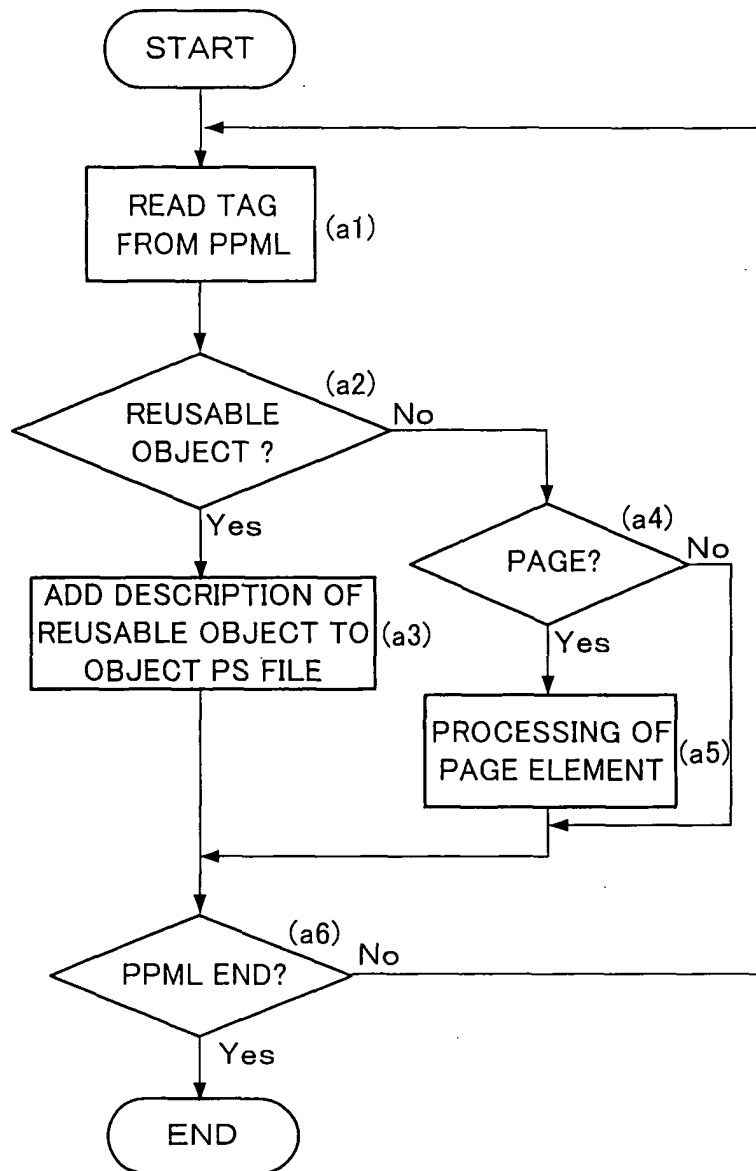 START
READ TAG
FROM PPML
(a1)
(a2)
REUSABLE
OBJECT ?
No
Yes
(a4)
PAGE?
No
Yes
ADD DESCRIPTION OF
REUSABLE OBJECT TO
OBJECT PS FILE
(a3)
PROCESSING OF
PAGE ELEMENT
(a5)
(a6)
PPML END?
No
Yes
END